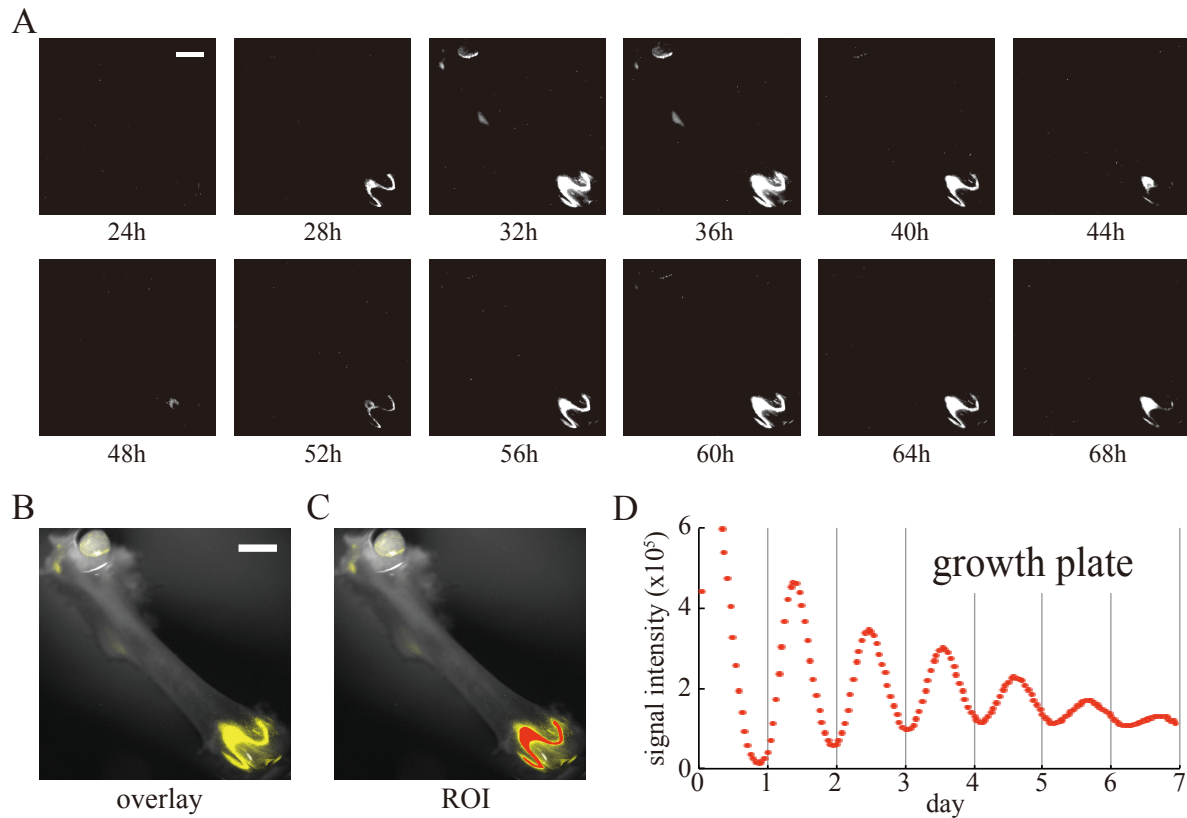 A
24h 28h 32h 36h 40h 44h
48h 52h 56h 60h 64h 68h
B C D
overlay ROI
growth plate
signal intensity (x10⁵)
6
4
2
0
0 1 2 3 4 5 6 7
day